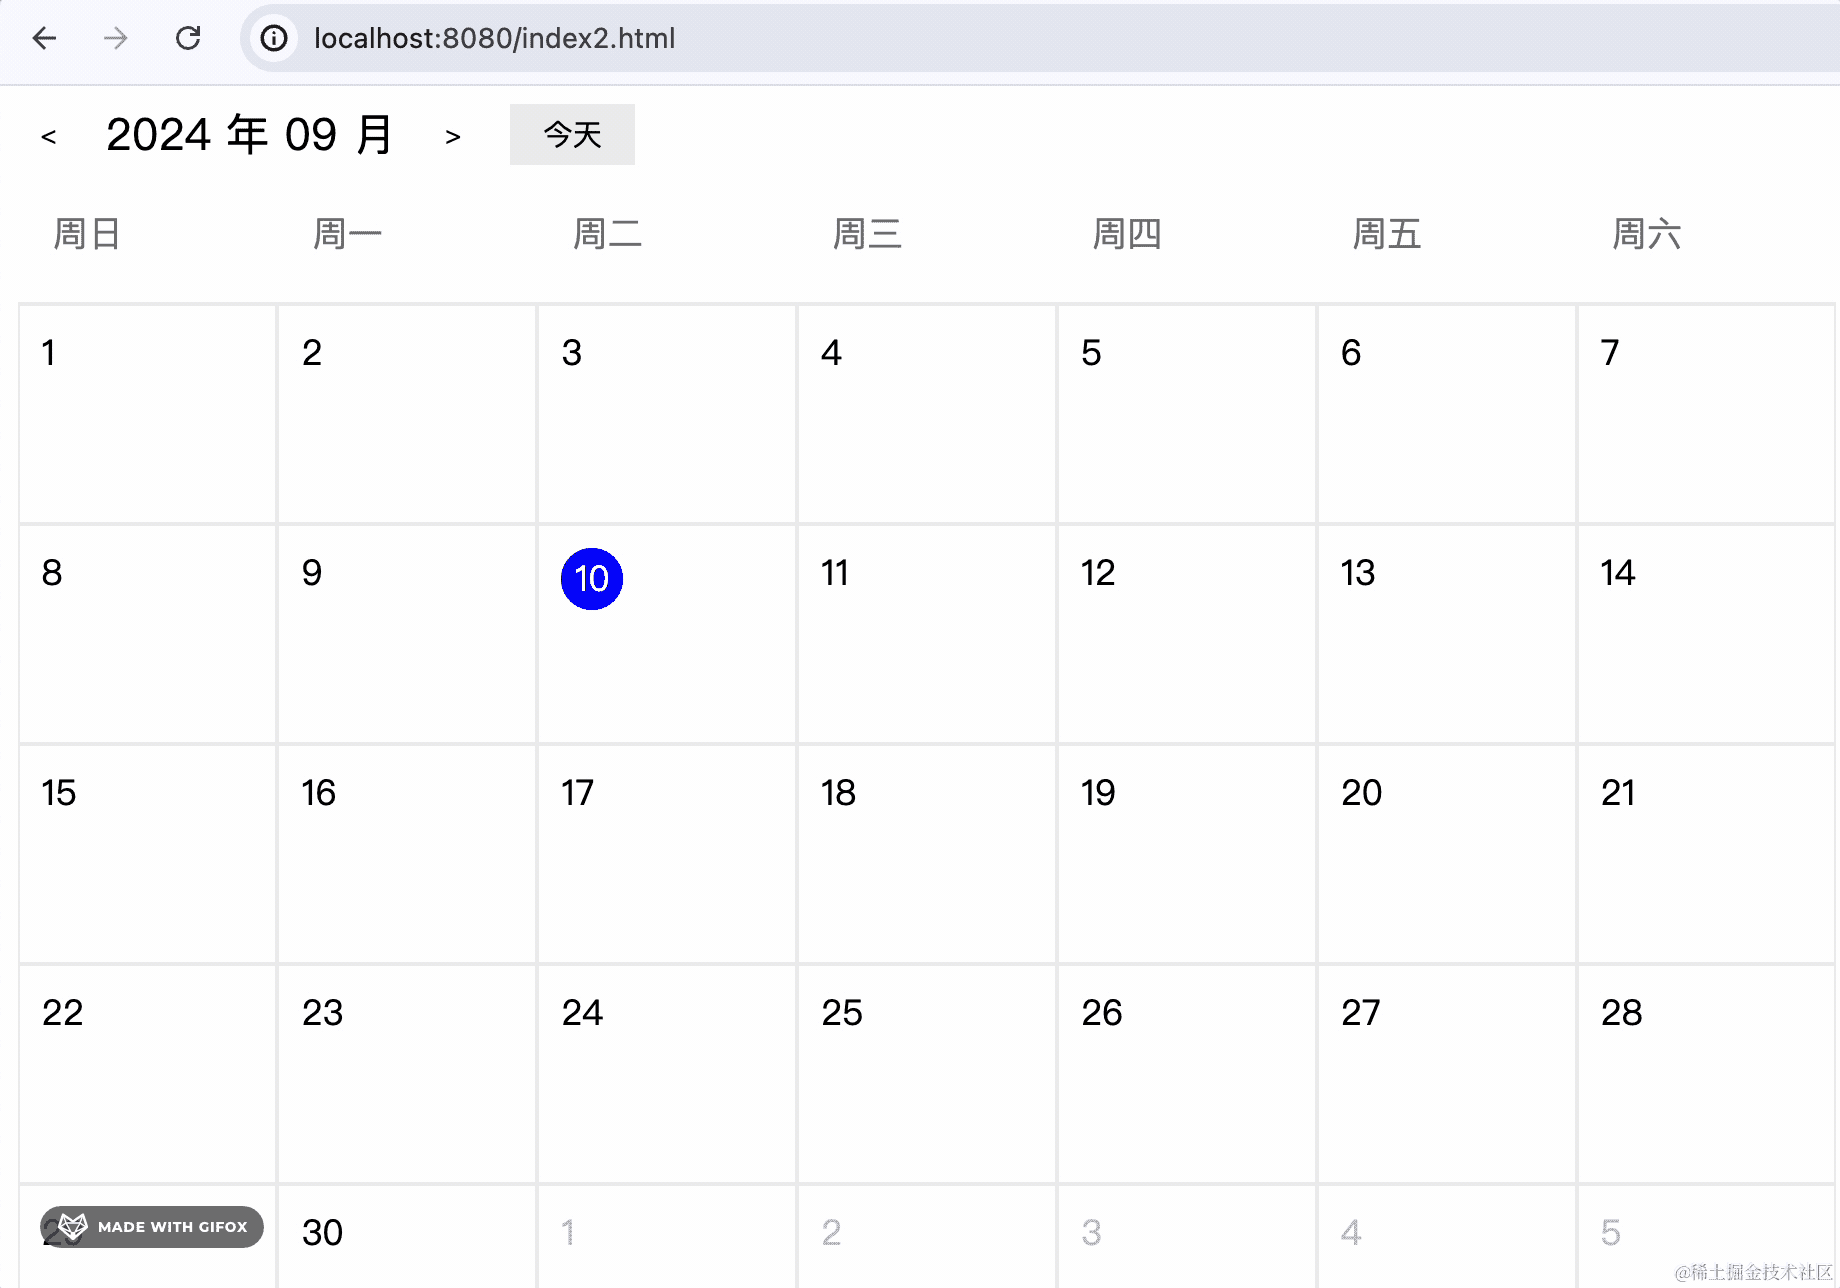 localhost:8080/index2.html
< 2024 年 09 月 > 今天
周日 周一 周二 周三 周四 周五 周六
1 2 3 4 5 6 7
8 9 10 11 12 13 14
15 16 17 18 19 20 21
22 23 24 25 26 27 28
29 MADE WITH GIFOX 30 1 2 3 4 5
@稀土掘金技术社区